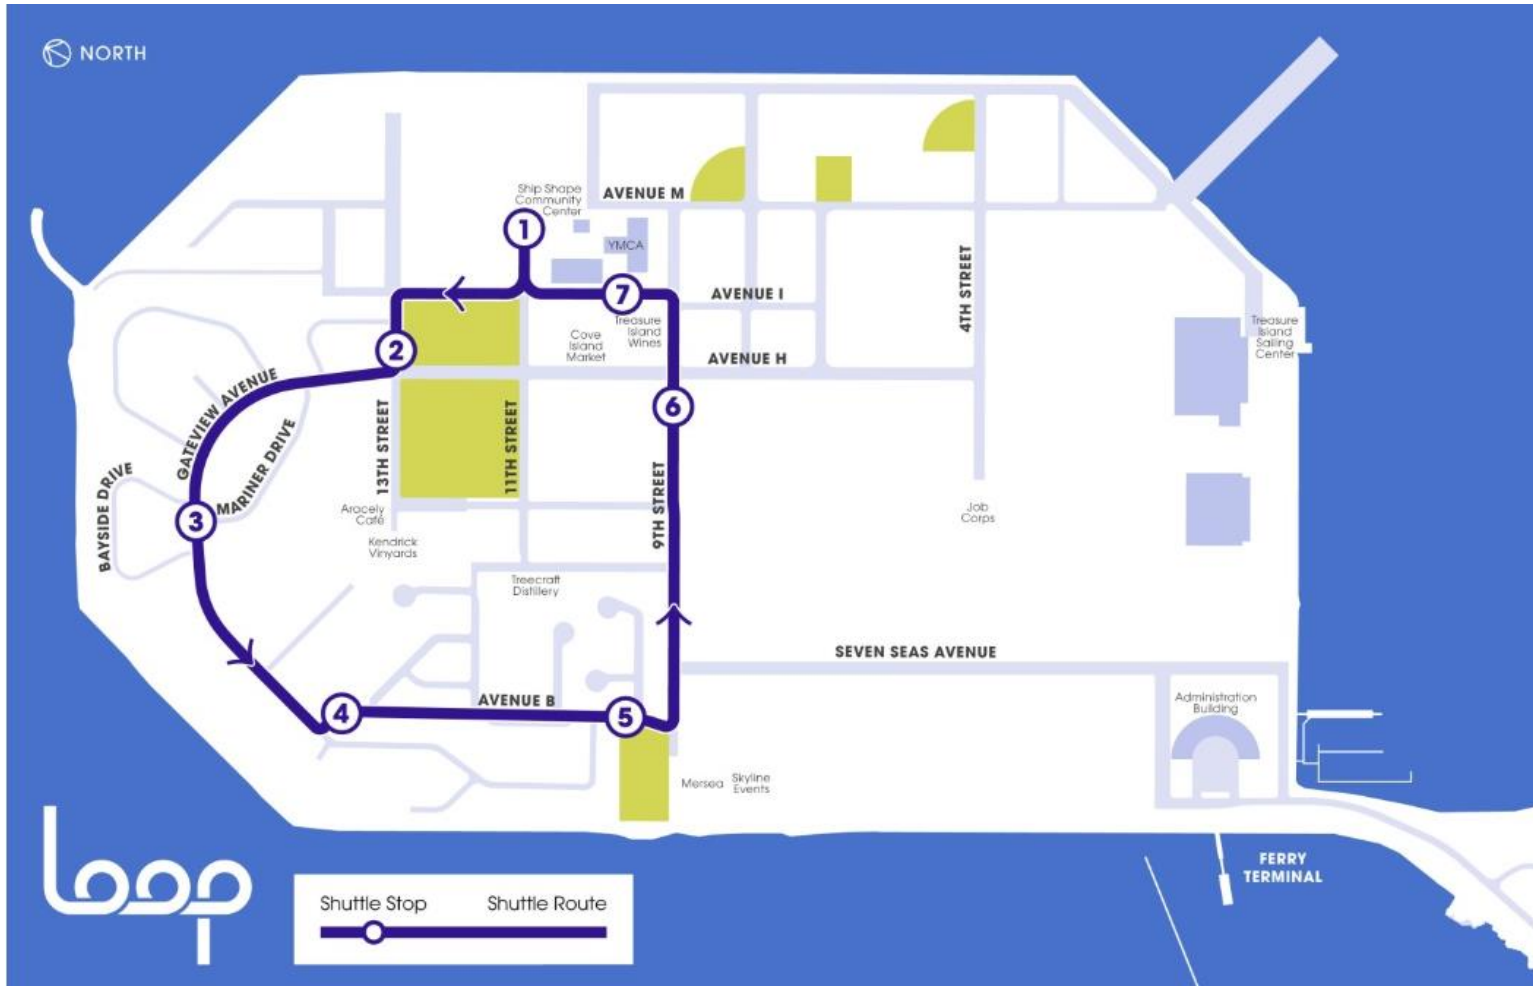 NORTH
Ship Shape
Community
Center
AVENUE M
1
YMCA
7
AVENUE I
Treasure
Island
Wines
Cove
Island
Market
4TH STREET
Treasure
Island
Sailing
Center
2
AVENUE H
GATEVIEW AVENUE
6
MARINER DRIVE
13TH STREET
11TH STREET
BAYSIDE DRIVE
3
9TH STREET
Aracely
Café
Kendrick
Vinyards
Job
Corps
Treecraft
Distillery
SEVEN SEAS AVENUE
4
AVENUE B
5
Administration
Building
Mersea
Skyline
Events
FERRY
TERMINAL
Loop
Shuttle Stop
Shuttle Route